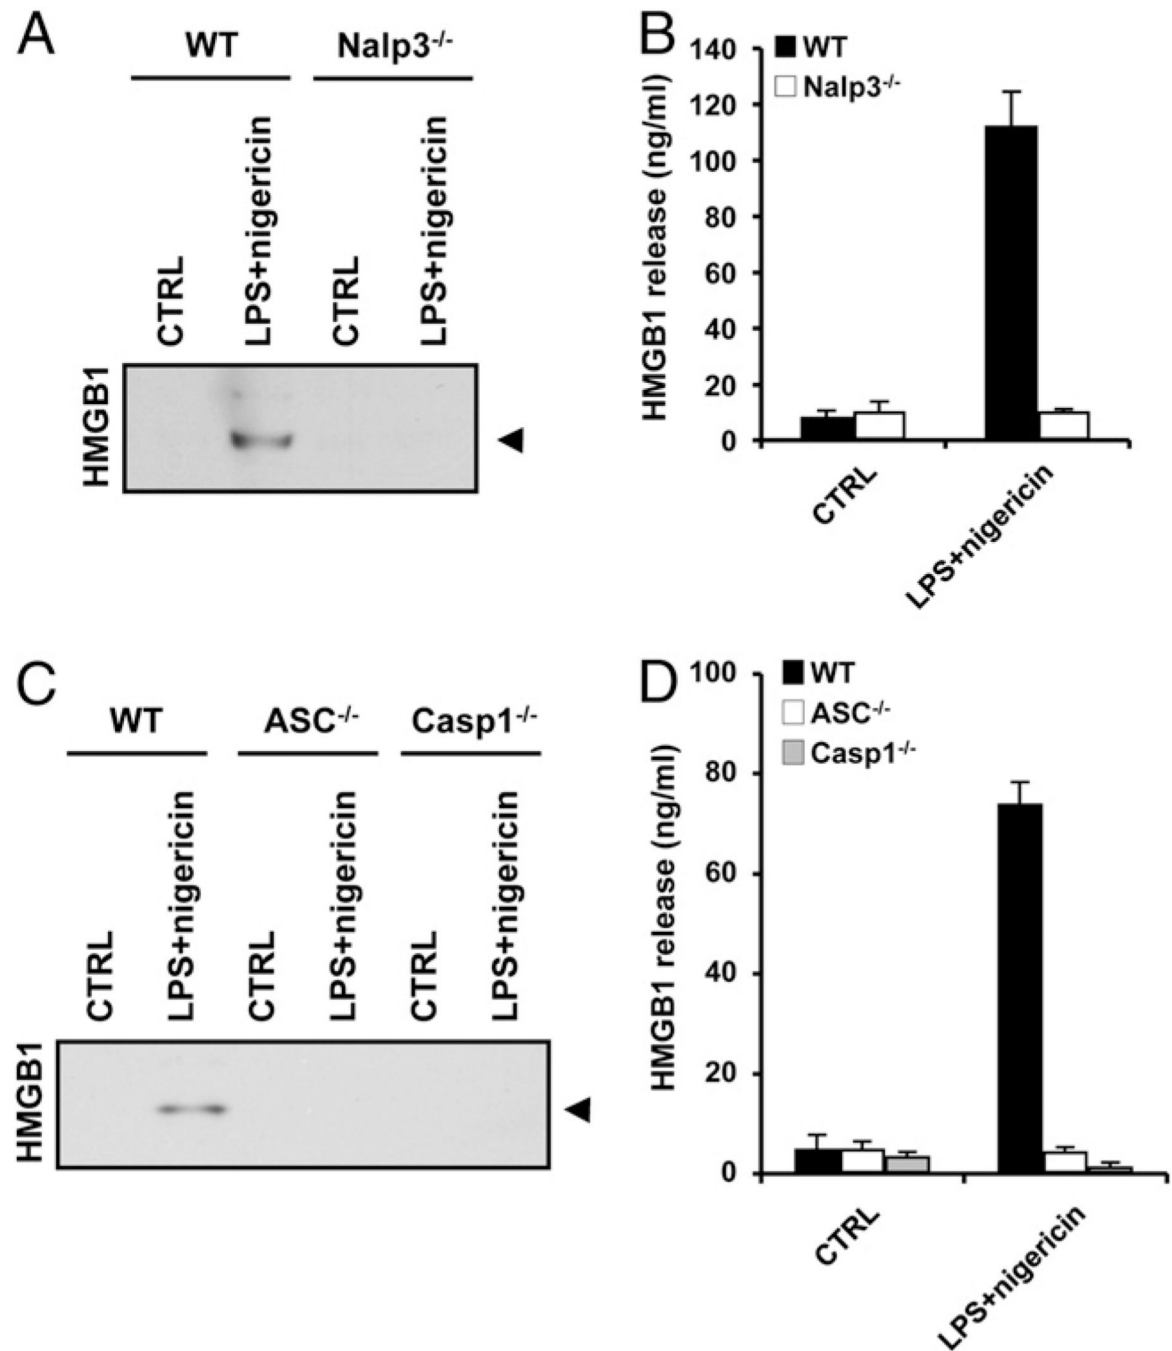 A
WT Nalp3-/-
CTRL
LPS+nigericin
CTRL
LPS+nigericin
HMGB1
B
WT
Nalp3-/-
HMGB1 release (ng/ml)
140
120
100
80
60
40
20
0
CTRL
LPS+nigericin
C
WT ASC-/- Casp1-/-
CTRL
LPS+nigericin
CTRL
LPS+nigericin
CTRL
LPS+nigericin
HMGB1
D
WT
ASC-/-
Casp1-/-
HMGB1 release (ng/ml)
100
80
60
40
20
0
CTRL
LPS+nigericin